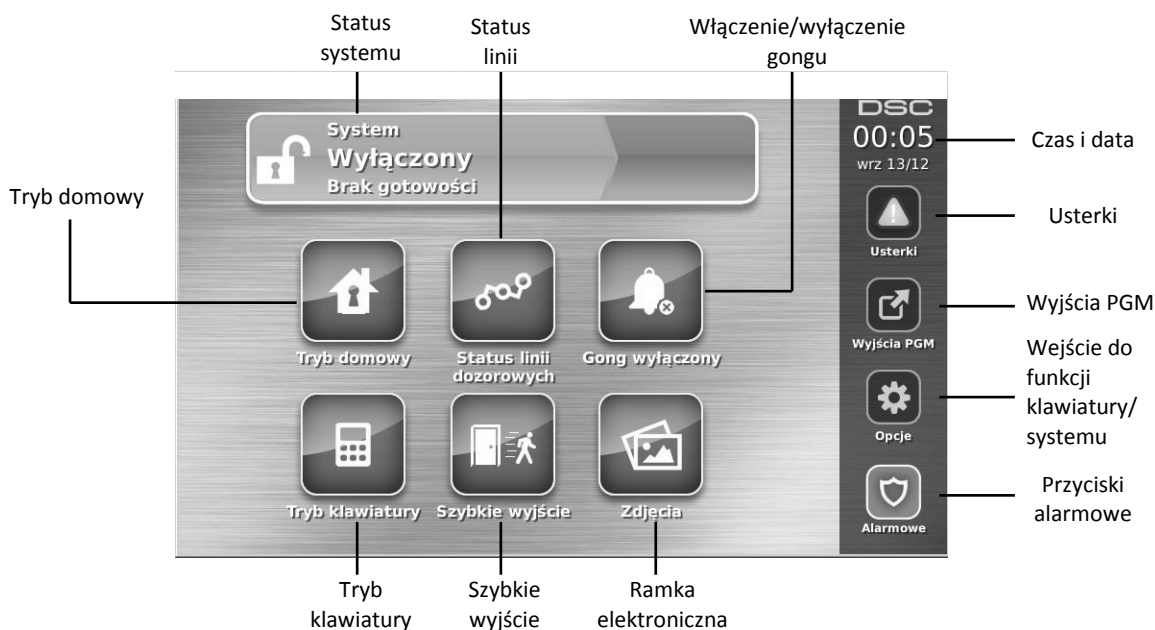 Status
systemu
Status
linii
Włączenie/wyłączenie
gongu
Tryb domowy
System
Wyłączony
Brak gotowości
DSC
00:05
wrz 13/12
Czas i data
Usterki
Usterki
Tryb domowy
Status linii
dozorowych
Gong wyłączony
Wyjścia PGM
Wyjścia PGM
Opcje
Wejście do
funkcji
klawiatury/
systemu
Tryb klawiatury
Szybkie wyjście
Zdjęcia
Alarmowe
Przyciski
alarmowe
Tryb
klawiatury
Szybkie
wyjście
Ramka
elektroniczna